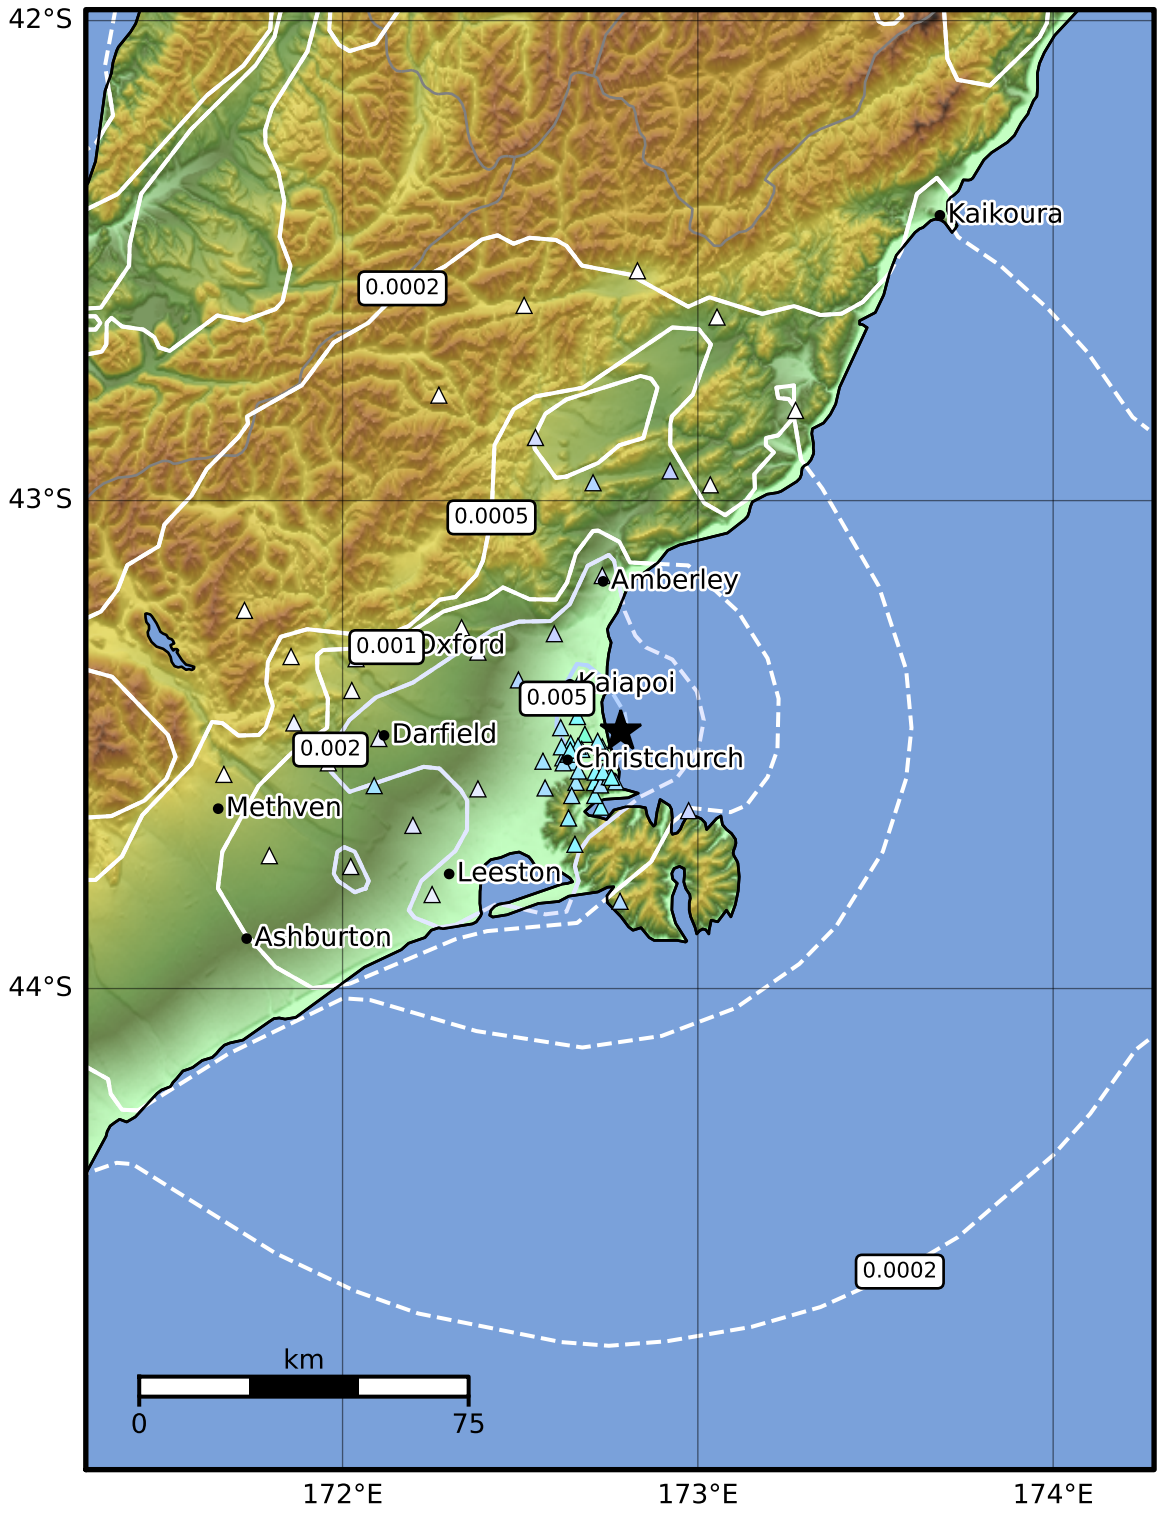 42°S
Kaikoura
0.0002
43°S
0.0005
Amberley
0.001
Oxford
Kaiapoi
0.005
Darfield
0.002
Christchurch
Methven
Leeston
Ashburton
44°S
0.0002
km
0
75
172°E
173°E
174°E